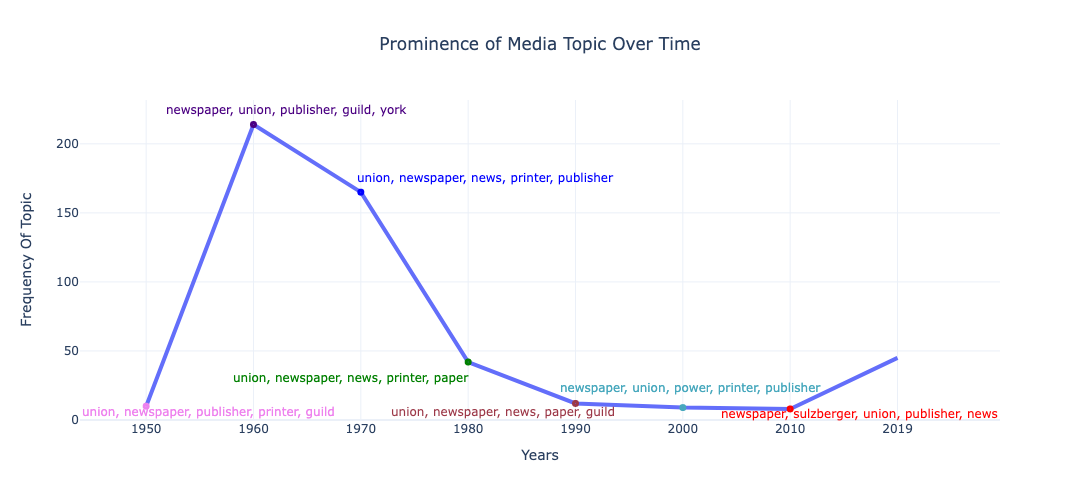 Prominence of Media Topic Over Time
newspaper, union, publisher, guild, york
union, newspaper, news, printer, publisher
union, newspaper, news, printer, paper
newspaper, union, power, printer, publisher
union, newspaper, publisher, printer, guild
union, newspaper, news, paper, guild
newspaper, sulzberger, union, publisher, news
Frequency Of Topic
200
150
100
50
0
1950 1960 1970 1980 1990 2000 2010 2019
Years